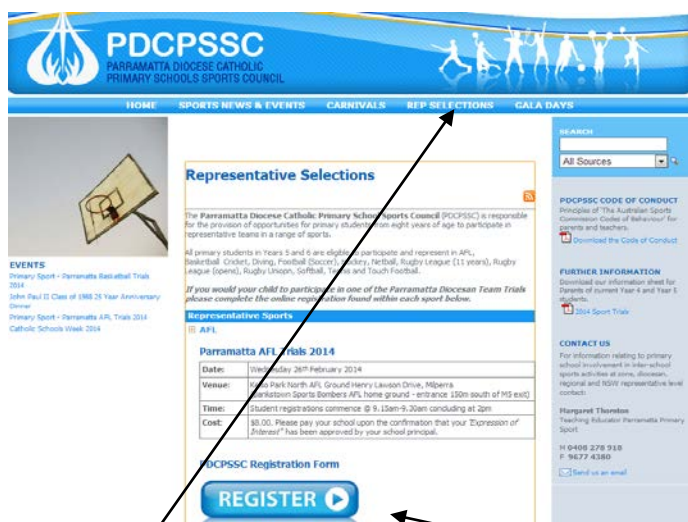 PDCPSSC
PARRAMATTA DIOCESE CATHOLIC
PRIMARY SCHOOLS SPORTS COUNCIL
HOME SPORTS NEWS & EVENTS CARNIVALS REP SELECTIONS GALA DAYS
EVENTS
Primary Sport - Parramatta Basketball Trials
2014
John Paul II Class of 1988 25 Year Anniversary
Dinner
Primary Sport - Parramatta AFL Trials 2014
Catholic Schools Week 2014
Representative Selections
The Parramatta Diocese Catholic Primary School Sports Council (PDCPSSC) is responsible
for the provision of opportunities for primary students from eight years of age to participate in
representative teams in a range of sports.
All primary students in Years 5 and 6 are eligible to participate and represent in AFL,
Basketball Cricket, Diving, Football (Soccer), Hockey, Netball, Rugby League (11 years), Rugby
League (opens), Rugby Union, Softball, Tennis and Touch Football.
If you would your child to participate in one of the Parramatta Diocesan Team Trials
please complete the online registration found within each sport below.
Representative Sports
AFL
Parramatta AFL Trials 2014
Date: Wednesday 26th February 2014
Venue: Kelso Park North AFL Ground Henry Lawson Drive, Milperra
(Bankstown Sports Bombers AFL home ground - entrance 150m south of M5 exit)
Time: Student registrations commence @ 9.15am-9.30am concluding at 2pm
Cost: $8.00. Please pay your school upon the confirmation that your "Expression of
Interest" has been approved by your school principal.
PDCPSSC Registration Form
REGISTER
SEARCH
All Sources
PDCPSSC CODE OF CONDUCT
Principles of 'The Australian Sports
Commission Codes of Behaviour' for
parents and teachers.
Download the Code of Conduct
FURTHER INFORMATION
Download our information sheet for
Parents of current Year 4 and Year 5
students.
2014 Sport Trials
CONTACT US
For information relating to primary
school involvement in inter-school
sports activities at zone, diocesan,
regional and NSW representative level
contact:
Margaret Thornton
Teaching Educator Parramatta Primary
Sport
M 0408 278 918
F 9677 4380
Send us an email